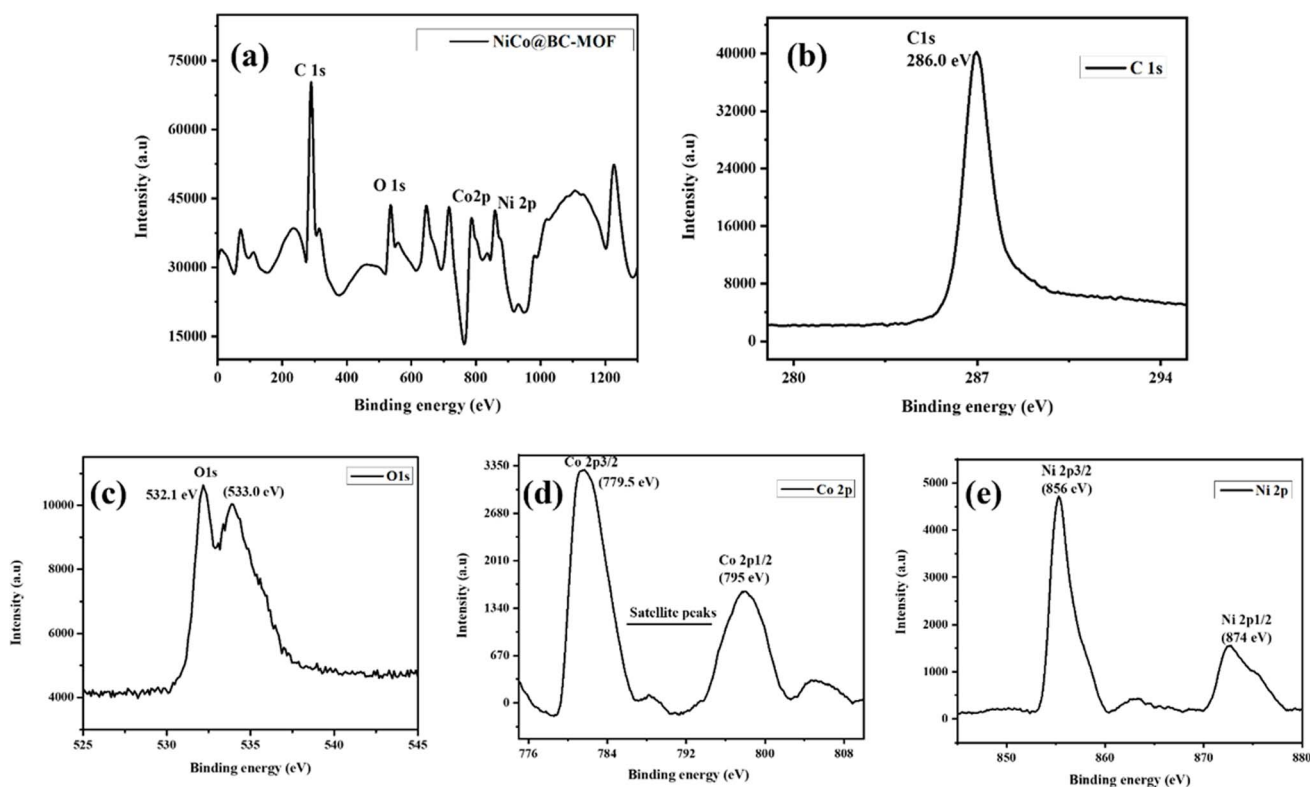 (a)
NiCo@BC-MOF
C 1s
O 1s
Co2p
Ni 2p
75000
60000
45000
30000
15000
0 200 400 600 800 1000 1200
Intensity (a.u)
Binding energy (eV)
(b)
C1s
286.0 eV
C 1s
40000
32000
24000
16000
8000
0
280 287 294
Intensity (a.u)
Binding energy (eV)
(c)
O1s
532.1 eV
(533.0 eV)
O1s
10000
8000
6000
4000
525 530 535 540 545
Intensity (a.u)
Binding energy (eV)
(d)
Co 2p3/2
(779.5 eV)
Co 2p
Co 2p1/2
(795 eV)
Satellite peaks
3350
2680
2010
1340
670
0
776 784 792 800 808
Intensity (a.u)
Binding energy (eV)
(e)
Ni 2p3/2
(856 eV)
Ni 2p
Ni 2p1/2
(874 eV)
5000
4000
3000
2000
1000
0
850 860 870 880
Intensity (a.u)
Binding energy (eV)